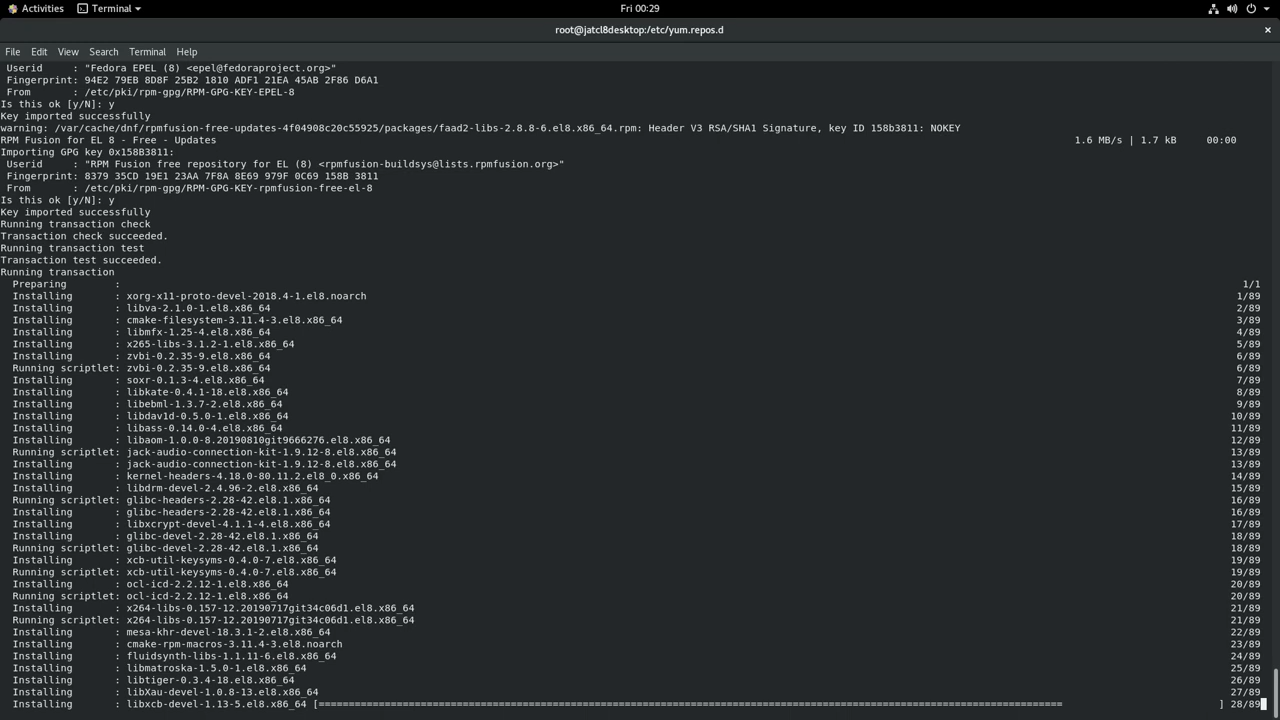 Activities Terminal Fri 00:29
root@jatcl8desktop:/etc/yum.repos.d
File Edit View Search Terminal Help
Userid : "Fedora EPEL (8) <epel@fedoraproject.org>"
Fingerprint: 94E2 79EB 8D8F 25B2 1810 ADF1 21EA 45AB 2F86 D6A1
From : /etc/pki/rpm-gpg/RPM-GPG-KEY-EPEL-8
Is this ok [y/N]: y
Key imported successfully
warning: /var/cache/dnf/rpmfusion-free-updates-4f04908c20c55925/packages/faad2-libs-2.8.8-6.el8.x86_64.rpm: Header V3 RSA/SHA1 Signature, key ID 158b3811: NOKEY
RPM Fusion for EL 8 - Free - Updates 1.6 MB/s | 1.7 kB 00:00
Importing GPG key 0x158B3811:
Userid : "RPM Fusion free repository for EL (8) <rpmfusion-buildsys@lists.rpmfusion.org>"
Fingerprint: 8379 35CD 19E1 23AA 7F8A 8E69 979F 0C69 158B 3811
From : /etc/pki/rpm-gpg/RPM-GPG-KEY-rpmfusion-free-el-8
Is this ok [y/N]: y
Key imported successfully
Running transaction check
Transaction check succeeded.
Running transaction test
Transaction test succeeded.
Running transaction
Preparing : 1/1
Installing : xorg-x11-proto-devel-2018.4-1.el8.noarch 1/89
Installing : libva-2.1.0-1.el8.x86_64 2/89
Installing : cmake-filesystem-3.11.4-3.el8.x86_64 3/89
Installing : libmfx-1.25-4.el8.x86_64 4/89
Installing : x265-libs-3.1.2-1.el8.x86_64 5/89
Installing : zvbi-0.2.35-9.el8.x86_64 6/89
Running scriptlet: zvbi-0.2.35-9.el8.x86_64 6/89
Installing : soxr-0.1.3-4.el8.x86_64 7/89
Installing : libkate-0.4.1-18.el8.x86_64 8/89
Installing : libebml-1.3.7-2.el8.x86_64 9/89
Installing : libdav1d-0.5.0-1.el8.x86_64 10/89
Installing : libass-0.14.0-4.el8.x86_64 11/89
Installing : libaom-1.0.0-8.20190810git9666276.el8.x86_64 12/89
Running scriptlet: jack-audio-connection-kit-1.9.12-8.el8.x86_64 13/89
Installing : jack-audio-connection-kit-1.9.12-8.el8.x86_64 13/89
Installing : kernel-headers-4.18.0-80.11.2.el8_0.x86_64 14/89
Installing : libdrm-devel-2.4.96-2.el8.x86_64 15/89
Running scriptlet: glibc-headers-2.28-42.el8.1.x86_64 16/89
Installing : glibc-headers-2.28-42.el8.1.x86_64 16/89
Installing : libxcrypt-devel-4.1.1-4.el8.x86_64 17/89
Installing : glibc-devel-2.28-42.el8.1.x86_64 18/89
Running scriptlet: glibc-devel-2.28-42.el8.1.x86_64 18/89
Installing : xcb-util-keysyms-0.4.0-7.el8.x86_64 19/89
Running scriptlet: xcb-util-keysyms-0.4.0-7.el8.x86_64 19/89
Installing : ocl-icd-2.2.12-1.el8.x86_64 20/89
Running scriptlet: ocl-icd-2.2.12-1.el8.x86_64 20/89
Installing : x264-libs-0.157-12.20190717git34c06d1.el8.x86_64 21/89
Running scriptlet: x264-libs-0.157-12.20190717git34c06d1.el8.x86_64 21/89
Installing : mesa-khr-devel-18.3.1-2.el8.x86_64 22/89
Installing : cmake-rpm-macros-3.11.4-3.el8.noarch 23/89
Installing : fluidsynth-libs-1.1.11-6.el8.x86_64 24/89
Installing : libmatroska-1.5.0-1.el8.x86_64 25/89
Installing : libtiger-0.3.4-18.el8.x86_64 26/89
Installing : libXau-devel-1.0.8-13.el8.x86_64 27/89
Installing : libxcb-devel-1.13-5.el8.x86_64 [============================================================================================================================ ] 28/89